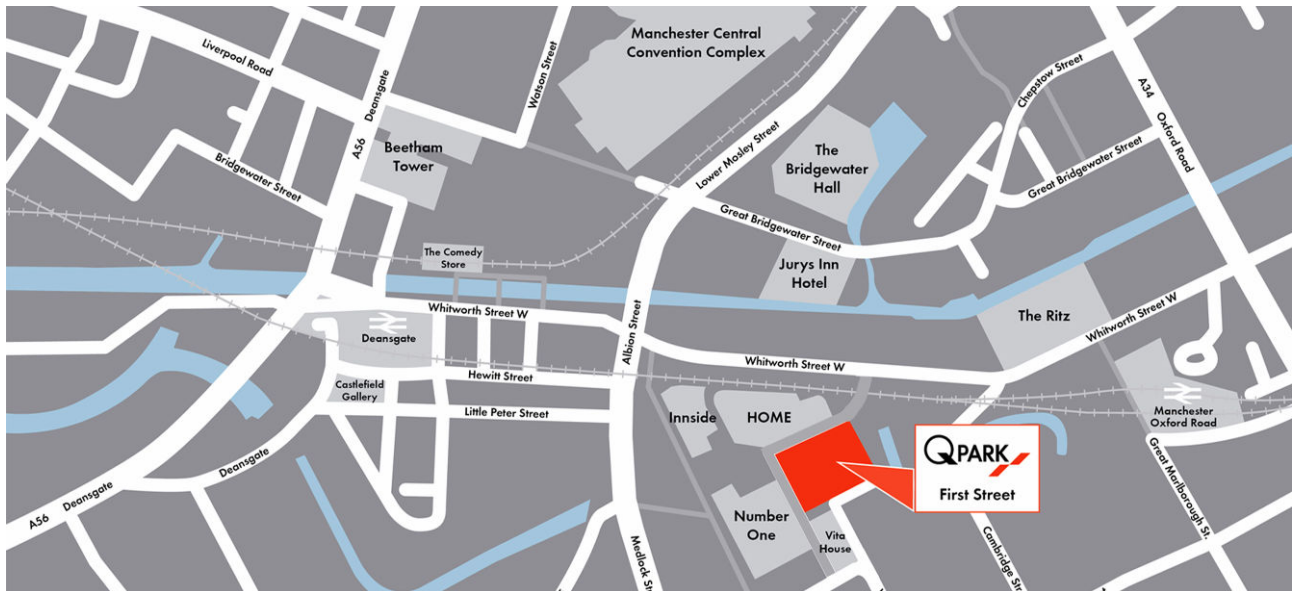 Manchester Central
Convention Complex
Liverpool Road
Deansgate
A56
Watson Street
Beetham
Tower
Bridgewater Street
Lower Mosley Street
The
Bridgewater
Hall
Chepstow Street
A34
Oxford Road
Great Bridgewater Street
Great Bridgewater Street
The Comedy
Store
Jurys Inn
Hotel
Whitworth Street W
Deansgate
Albion Street
The Ritz
Whitworth Street W
Whitworth Street W
Hewitt Street
Castlefield
Gallery
Little Peter Street
Innside
HOME
Manchester
Oxford Road
Deansgate
A56
Deansgate
QPARK
First Street
Great Marlborough St.
Number
One
Vita
House
Medlock St
Cambridge Str